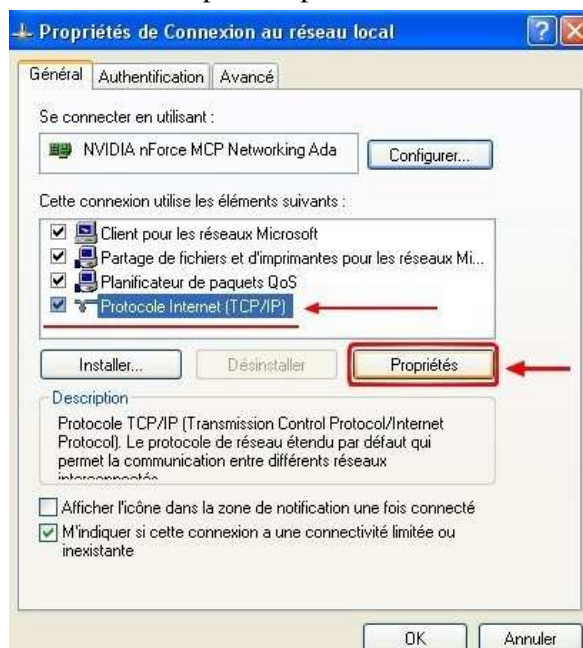 Propriétés de Connexion au réseau local
Général Authentification Avancé
Se connecter en utilisant :
NVIDIA nForce MCP Networking Ada Configurer...
Cette connexion utilise les éléments suivants :
Client pour les réseaux Microsoft
Partage de fichiers et d'imprimantes pour les réseaux Mi...
Planificateur de paquets QoS
Protocole Internet (TCP/IP)
Installer... Désinstaller Propriétés
Description
Protocole TCP/IP (Transmission Control Protocol/Internet
Protocol). Le protocole de réseau étendu par défaut qui
permet la communication entre différents réseaux
interconnectés
Afficher l'icône dans la zone de notification une fois connecté
M'indiquer si cette connexion a une connectivité limitée ou
inexistante
OK Annuler